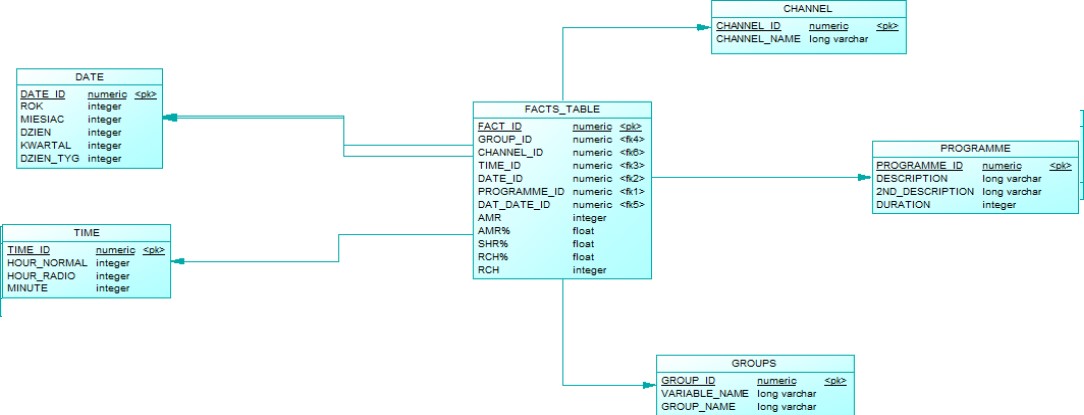 CHANNEL
CHANNEL_ID numeric <pk>
CHANNEL_NAME long varchar
DATE
DATE_ID numeric <pk>
ROK integer
MIESIAC integer
DZIEN integer
KWARTAL integer
DZIEN_TYG integer
FACTS_TABLE
FACT_ID numeric <pk>
GROUP_ID numeric <fk4>
CHANNEL_ID numeric <fk6>
TIME_ID numeric <fk3>
DATE_ID numeric <fk2>
PROGRAMME_ID numeric <fk1>
DAT_DATE_ID numeric <fk5>
AMR integer
AMR% float
SHR% float
RCH% float
RCH integer
PROGRAMME
PROGRAMME_ID numeric <pk>
DESCRIPTION long varchar
2ND_DESCRIPTION long varchar
DURATION integer
TIME
TIME_ID numeric <pk>
HOUR_NORMAL integer
HOUR_RADIO integer
MINUTE integer
GROUPS
GROUP_ID numeric <pk>
VARIABLE_NAME long varchar
GROUP_NAME long varchar